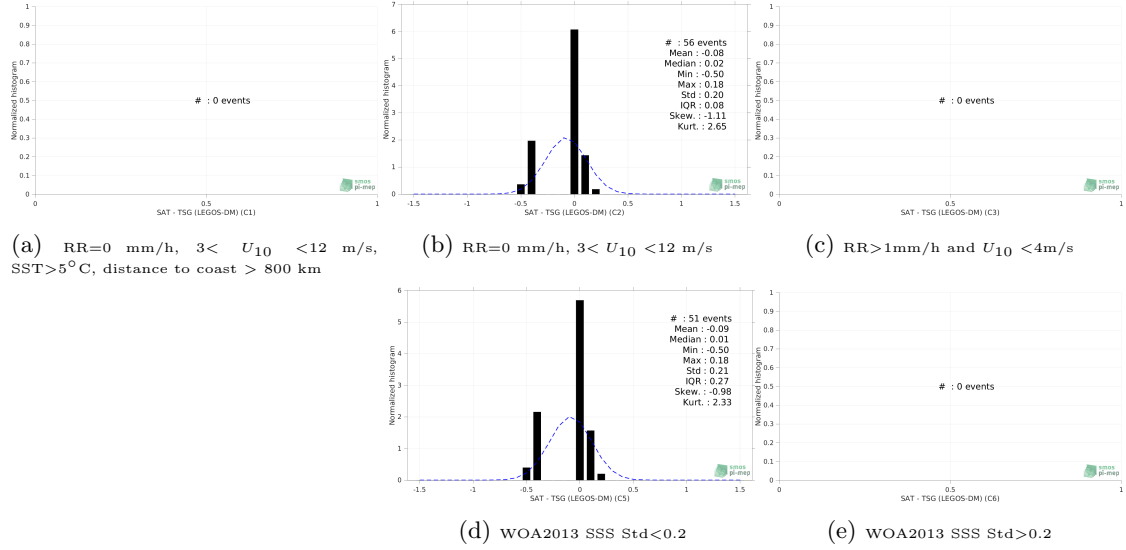 1
0.9
0.8
0.7
0.6
0.5
0.4
0.3
0.2
0.1
0
Normalized histogram
# : 0 events
0
0.5
1
SAT - TSG (LEGOS-DM) (C1)
smos
pi-mep
(a) RR=0 mm/h, 3< U10 <12 m/s,
SST>5°C, distance to coast > 800 km
7
6
5
4
3
2
1
0
Normalized histogram
# : 56 events
Mean : -0.08
Median : 0.02
Min : -0.50
Max : 0.18
Std : 0.20
IQR : 0.08
Skew. : -1.11
Kurt. : 2.65
-1.5
-1
-0.5
0
0.5
1
1.5
SAT - TSG (LEGOS-DM) (C2)
smos
pi-mep
(b) RR=0 mm/h, 3< U10 <12 m/s
1
0.9
0.8
0.7
0.6
0.5
0.4
0.3
0.2
0.1
0
Normalized histogram
# : 0 events
0
0.5
1
SAT - TSG (LEGOS-DM) (C3)
smos
pi-mep
(c) RR>1mm/h and U10 <4m/s
6
5
4
3
2
1
0
Normalized histogram
# : 51 events
Mean : -0.09
Median : 0.01
Min : -0.50
Max : 0.18
Std : 0.21
IQR : 0.27
Skew. : -0.98
Kurt. : 2.33
-1.5
-1
-0.5
0
0.5
1
1.5
SAT - TSG (LEGOS-DM) (C5)
smos
pi-mep
(d) WOA2013 SSS Std<0.2
1
0.9
0.8
0.7
0.6
0.5
0.4
0.3
0.2
0.1
0
Normalized histogram
# : 0 events
0
0.5
1
SAT - TSG (LEGOS-DM) (C6)
smos
pi-mep
(e) WOA2013 SSS Std>0.2